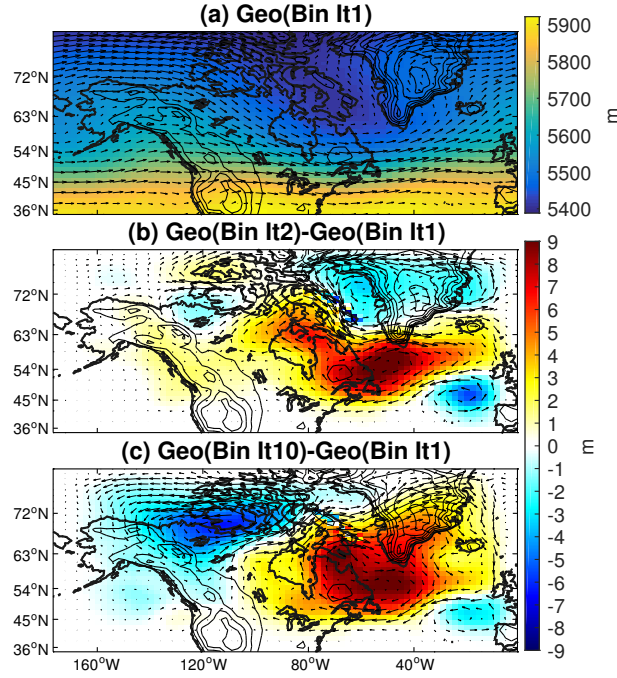 (a) Geo(Bin It1)
72°N
63°N
54°N
45°N
36°N
5900
5800
5700
5600
5500
5400
m
(b) Geo(Bin It2)-Geo(Bin It1)
72°N
63°N
54°N
45°N
36°N
(c) Geo(Bin It10)-Geo(Bin It1)
72°N
63°N
54°N
45°N
36°N
160°W
120°W
80°W
40°W
9
8
7
6
5
4
3
2
1
0
-1
-2
-3
-4
-5
-6
-7
-8
-9
m